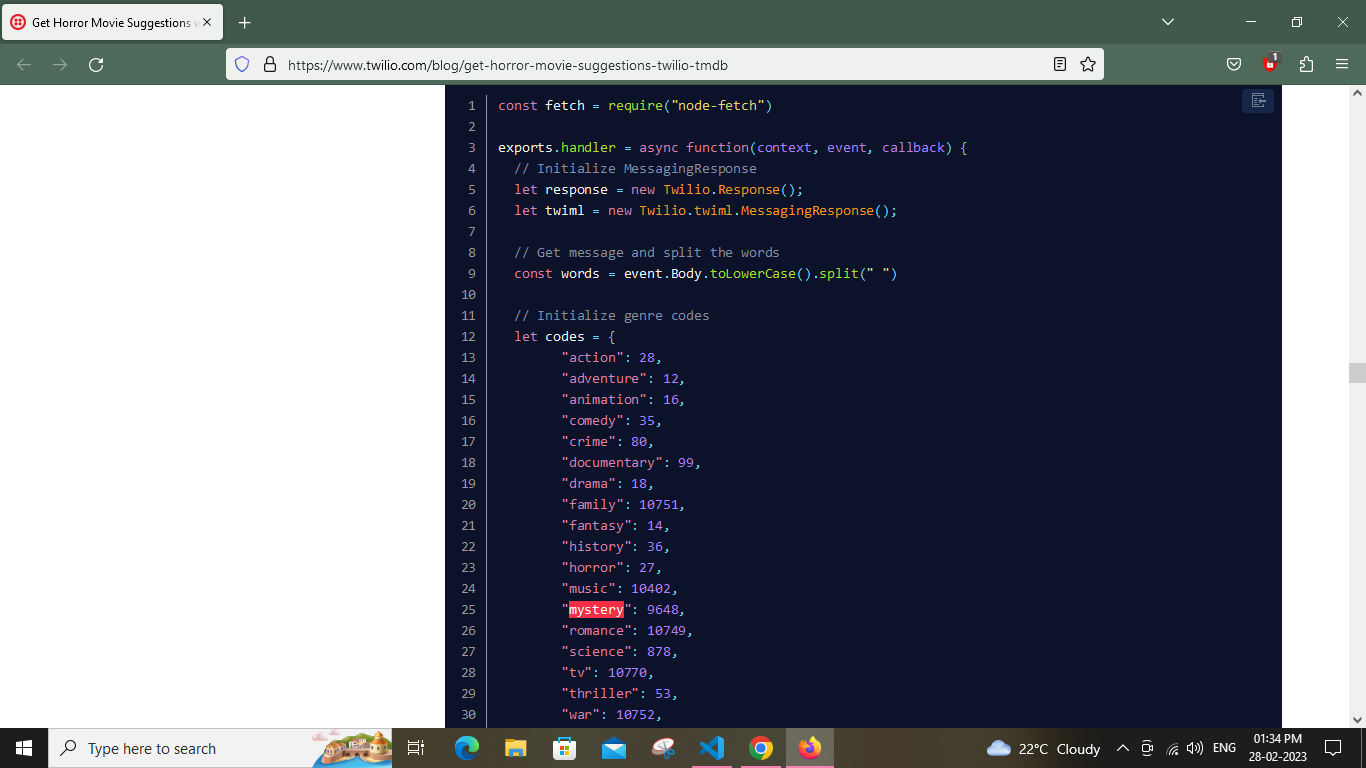 Get Horror Movie Suggestions w
https://www.twilio.com/blog/get-horror-movie-suggestions-twilio-tmdb
1
1 const fetch = require("node-fetch")
2
3 exports.handler = async function(context, event, callback) {
4 // Initialize MessagingResponse
5 let response = new Twilio.Response();
6 let twiml = new Twilio.twiml.MessagingResponse();
7
8 // Get message and split the words
9 const words = event.Body.toLowerCase().split(" ")
10
11 // Initialize genre codes
12 let codes = {
13 "action": 28,
14 "adventure": 12,
15 "animation": 16,
16 "comedy": 35,
17 "crime": 80,
18 "documentary": 99,
19 "drama": 18,
20 "family": 10751,
21 "fantasy": 14,
22 "history": 36,
23 "horror": 27,
24 "music": 10402,
25 "mystery": 9648,
26 "romance": 10749,
27 "science": 878,
28 "tv": 10770,
29 "thriller": 53,
30 "war": 10752,
Type here to search
22°C Cloudy
ENG
01:34 PM
28-02-2023